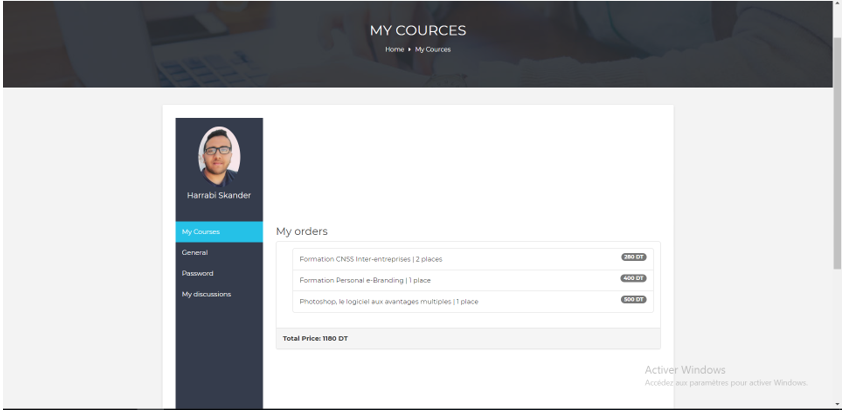 MY COURCES
Home ▸ My Cources
Harrabi Skander
My Courses
General
Password
My discussions
My orders
Formation CNSS Inter-entreprises | 2 places 280 DT
Formation Personal e-Branding | 1 place 400 DT
Photoshop, le logiciel aux avantages multiples | 1 place 500 DT
Total Price: 1180 DT
Activer Windows
Accédez aux paramètres pour activer Windows.